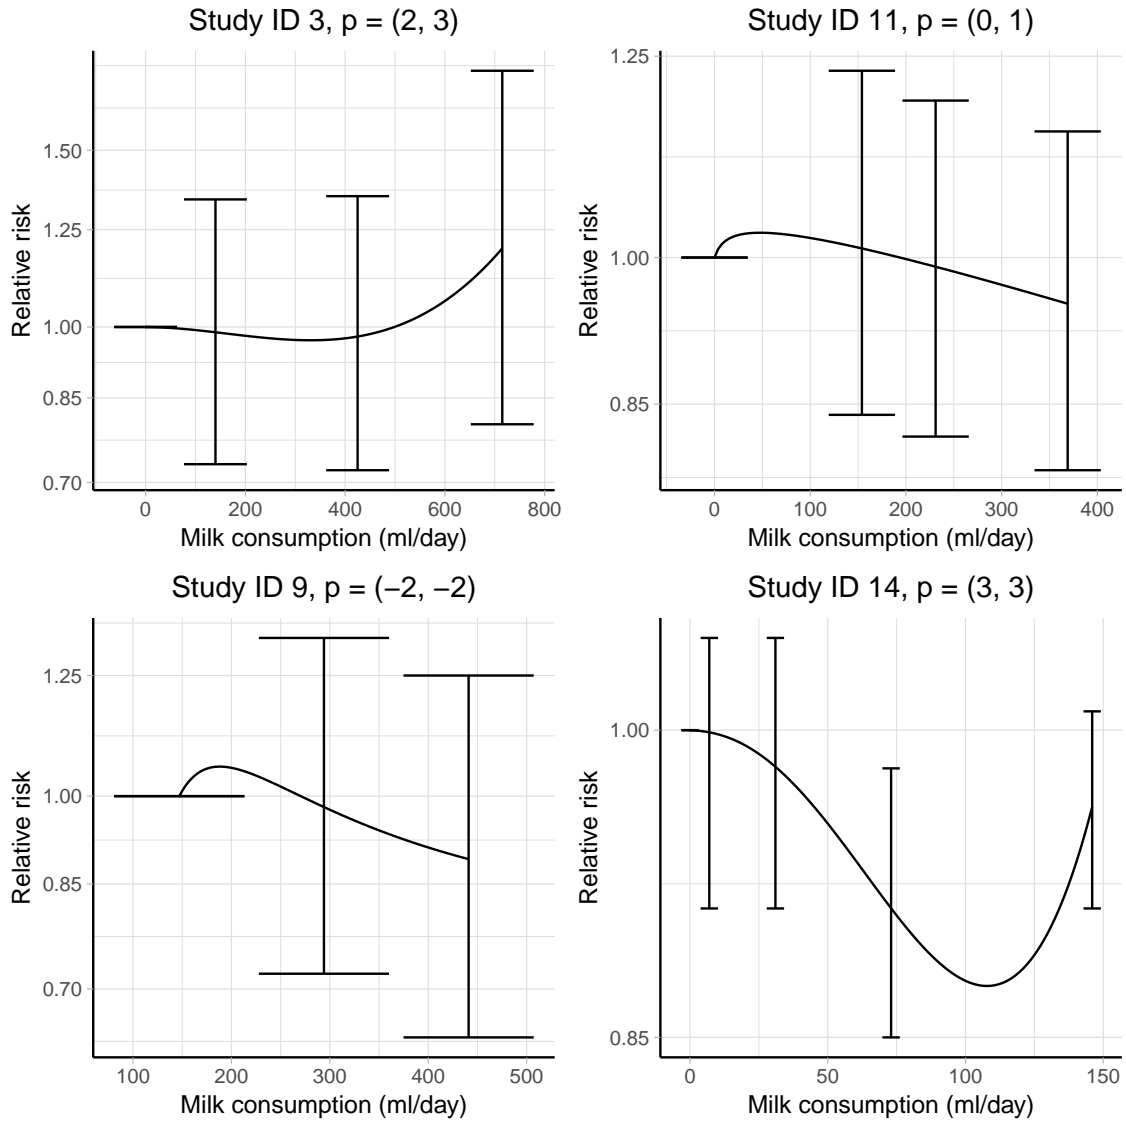 Study ID 3, p = (2, 3)
Relative risk
1.50
1.25
1.00
0.85
0.70
0 200 400 600 800
Milk consumption (ml/day)
Study ID 11, p = (0, 1)
Relative risk
1.25
1.00
0.85
0 100 200 300 400
Milk consumption (ml/day)
Study ID 9, p = (−2, −2)
Relative risk
1.25
1.00
0.85
0.70
100 200 300 400 500
Milk consumption (ml/day)
Study ID 14, p = (3, 3)
Relative risk
1.00
0.85
0 50 100 150
Milk consumption (ml/day)